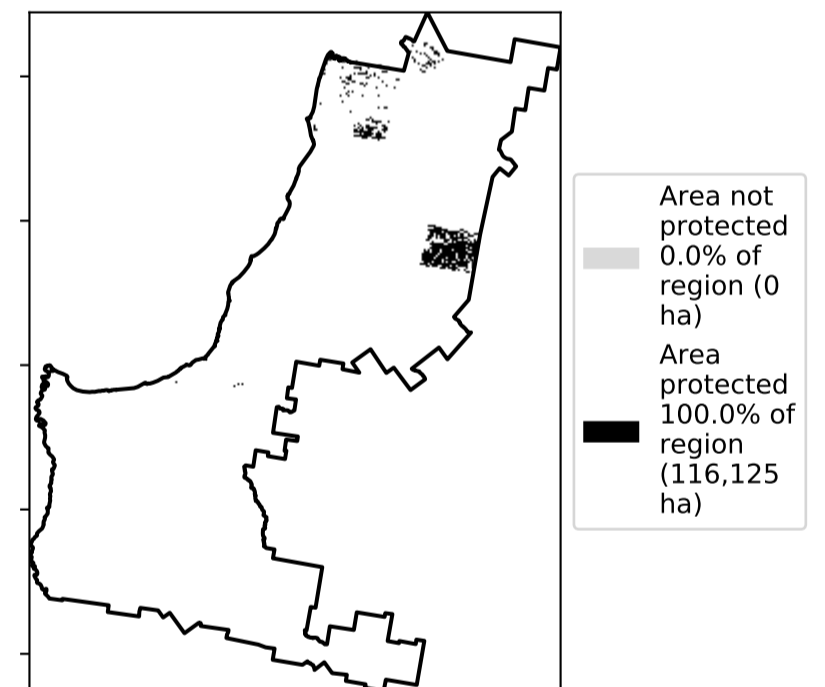 Area not
protected
0.0% of
region (0
ha)
Area
protected
100.0% of
region
(116,125
ha)